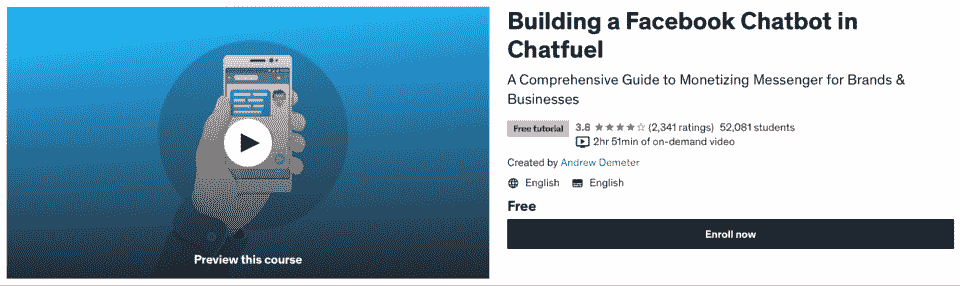 Building a Facebook Chatbot in
Chatfuel
A Comprehensive Guide to Monetizing Messenger for Brands &
Businesses
Free tutorial 3.8 (2,341 ratings) 52,081 students
2hr 51min of on-demand video
Created by Andrew Demeter
English English
Free
Enroll now
Preview this course